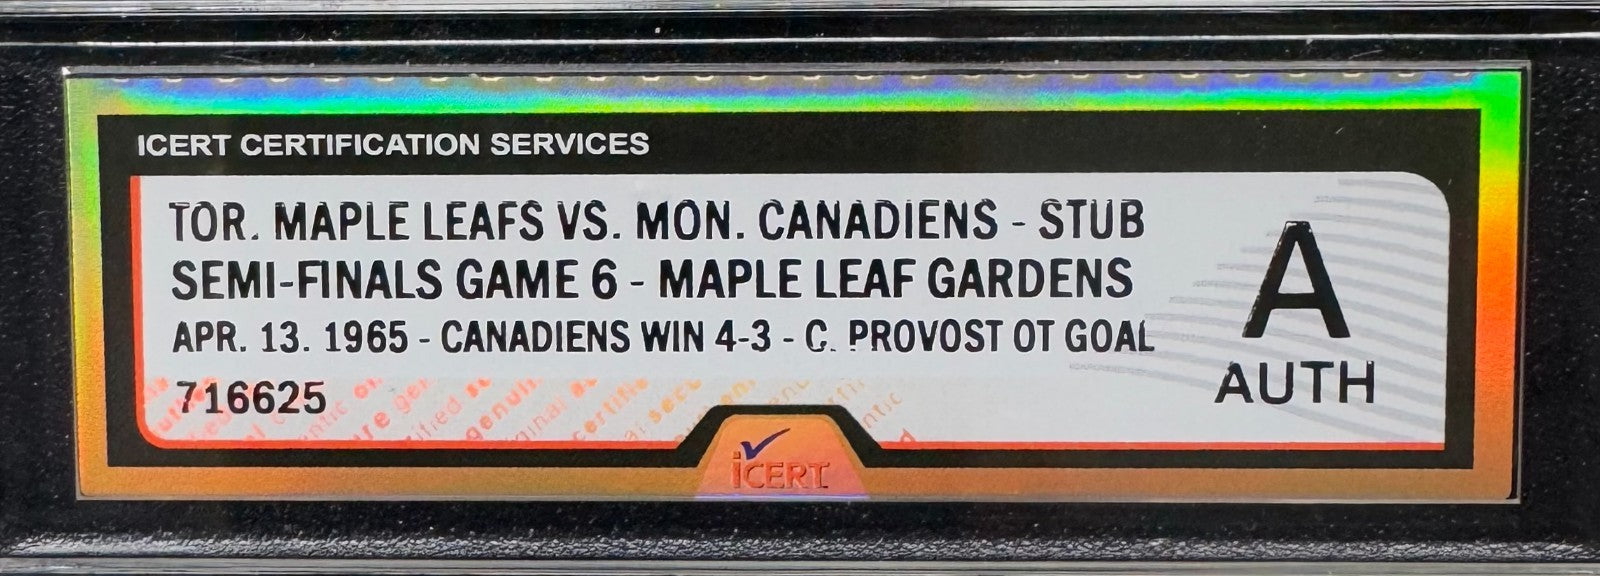 ICERT CERTIFICATION SERVICES
TOR. MAPLE LEAFS VS. MON. CANADIENS - STUB
SEMI-FINALS GAME 6 - MAPLE LEAF GARDENS
APR. 13. 1965 - CANADIENS WIN 4-3 - C. PROVOST OT GOAL
716625
A
AUTH
iCERT